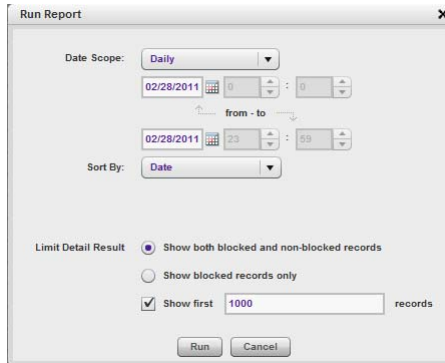 Run Report
Date Scope: Daily
02/28/2011 0 : 0
from - to
02/28/2011 23 : 59
Sort By: Date
Limit Detail Result Show both blocked and non-blocked records
Show blocked records only
Show first 1000 records
Run Cancel